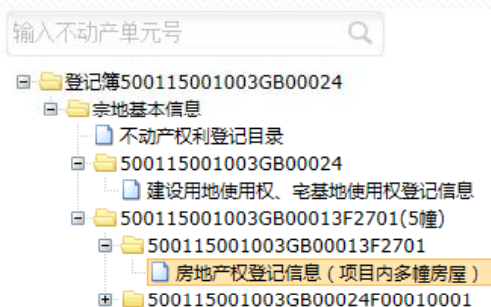 输入不动产单元号
登记簿500115001003GB00024
宗地基本信息
不动产权利登记目录
500115001003GB00024
建设用地使用权、宅基地使用权登记信息
500115001003GB00013F2701(5幢)
500115001003GB00013F2701
房地产权登记信息（项目内多幢房屋）
500115001003GB00024F00010001